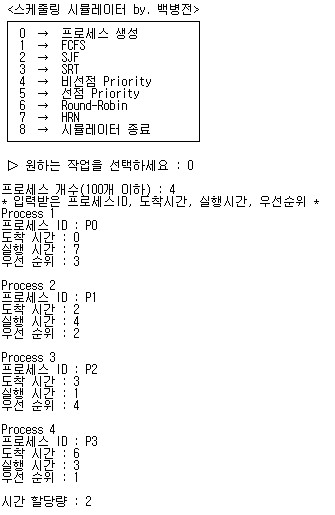 <스케줄링 시뮬레이터 by. 백병전>
0 → 프로세스 생성
1 → FCFS
2 → SJF
3 → SRT
4 → 비선점 Priority
5 → 선점 Priority
6 → Round-Robin
7 → HRN
8 → 시뮬레이터 종료
▷ 원하는 작업을 선택하세요 : 0
프로세스 개수(100개 이하) : 4
* 입력받은 프로세스ID, 도착시간, 실행시간, 우선순위 *
Process 1
프로세스 ID : P0
도착 시간 : 0
실행 시간 : 7
우선 순위 : 3
Process 2
프로세스 ID : P1
도착 시간 : 2
실행 시간 : 4
우선 순위 : 2
Process 3
프로세스 ID : P2
도착 시간 : 3
실행 시간 : 1
우선 순위 : 4
Process 4
프로세스 ID : P3
도착 시간 : 6
실행 시간 : 3
우선 순위 : 1
시간 할당량 : 2